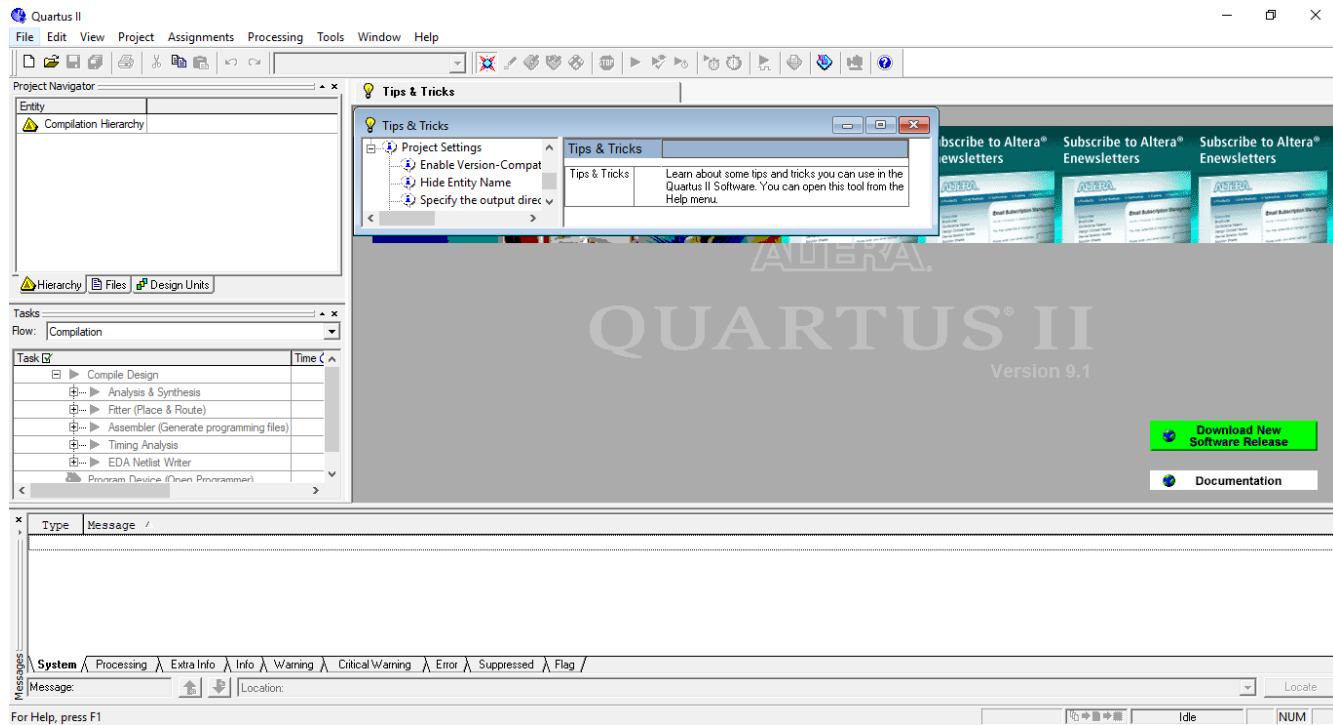 Quartus II
File Edit View Project Assignments Processing Tools Window Help
Project Navigator
Entity
Compilation Hierarchy
Hierarchy Files Design Units
Tasks
Flow: Compilation
Task Time
Compile Design
Analysis & Synthesis
Fitter (Place & Route)
Assembler (Generate programming files)
Timing Analysis
EDA Netlist Writer
Program Device (Open Programmer)
Tips & Tricks
Tips & Tricks
Project Settings
Enable Version-Compat
Hide Entity Name
Specify the output direc
Tips & Tricks
Tips & Tricks
Learn about some tips and tricks you can use in the
Quartus II Software. You can open this tool from the
Help menu.
bscribe to Altera® Subscribe to Altera® Subscribe to Altera®
ewsletters Enewsletters Enewsletters
ALTERA.
QUARTUS® II
Version 9.1
Download New
Software Release
Documentation
Type Message
System Processing Extra Info Info Warning Critical Warning Error Suppressed Flag
Messages
Message: Location: Locate
For Help, press F1 Idle NUM